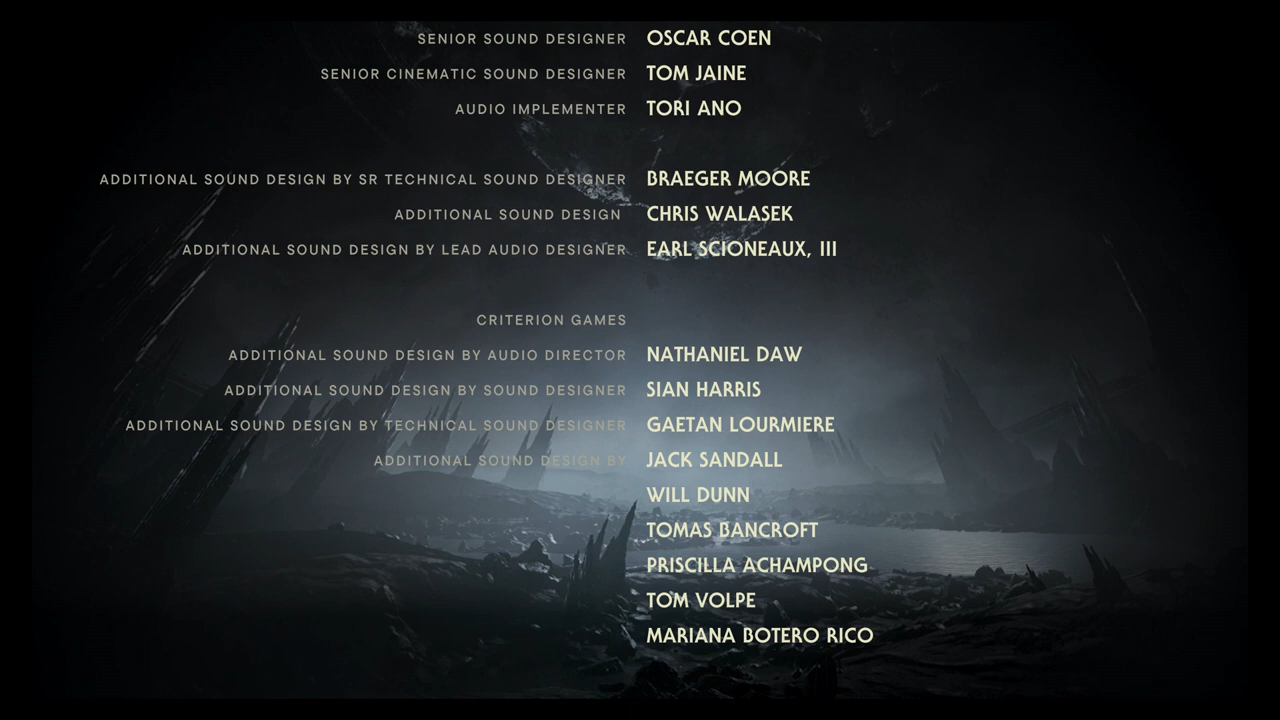 SENIOR SOUND DESIGNER OSCAR COEN
SENIOR CINEMATIC SOUND DESIGNER TOM JAINE
AUDIO IMPLEMENTER TORI ANO
ADDITIONAL SOUND DESIGN BY SR TECHNICAL SOUND DESIGNER BRAEGER MOORE
ADDITIONAL SOUND DESIGN CHRIS WALASEK
ADDITIONAL SOUND DESIGN BY LEAD AUDIO DESIGNER EARL SCIONEAUX, III
CRITERION GAMES
ADDITIONAL SOUND DESIGN BY AUDIO DIRECTOR NATHANIEL DAW
ADDITIONAL SOUND DESIGN BY SOUND DESIGNER SIAN HARRIS
ADDITIONAL SOUND DESIGN BY TECHNICAL SOUND DESIGNER GAETAN LOURMIERE
ADDITIONAL SOUND DESIGN BY JACK SANDALL
WILL DUNN
TOMAS BANCROFT
PRISCILLA ACHAMPONG
TOM VOLPE
MARIANA BOTERO RICO